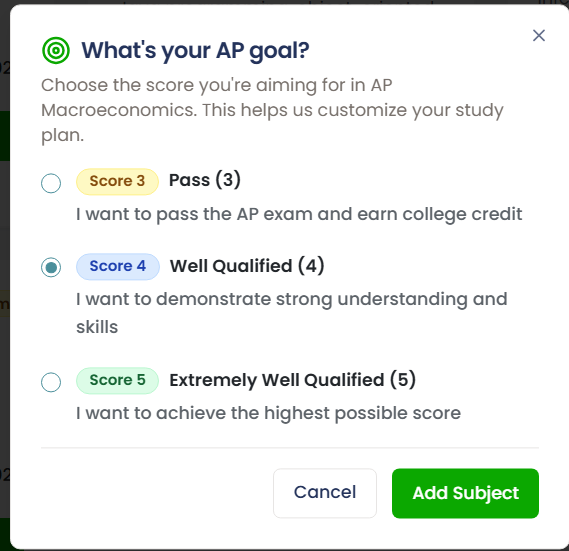 What's your AP goal?
Choose the score you're aiming for in AP
Macroeconomics. This helps us customize your study
plan.
Score 3 Pass (3)
I want to pass the AP exam and earn college credit
Score 4 Well Qualified (4)
I want to demonstrate strong understanding and
skills
Score 5 Extremely Well Qualified (5)
I want to achieve the highest possible score
Cancel Add Subject